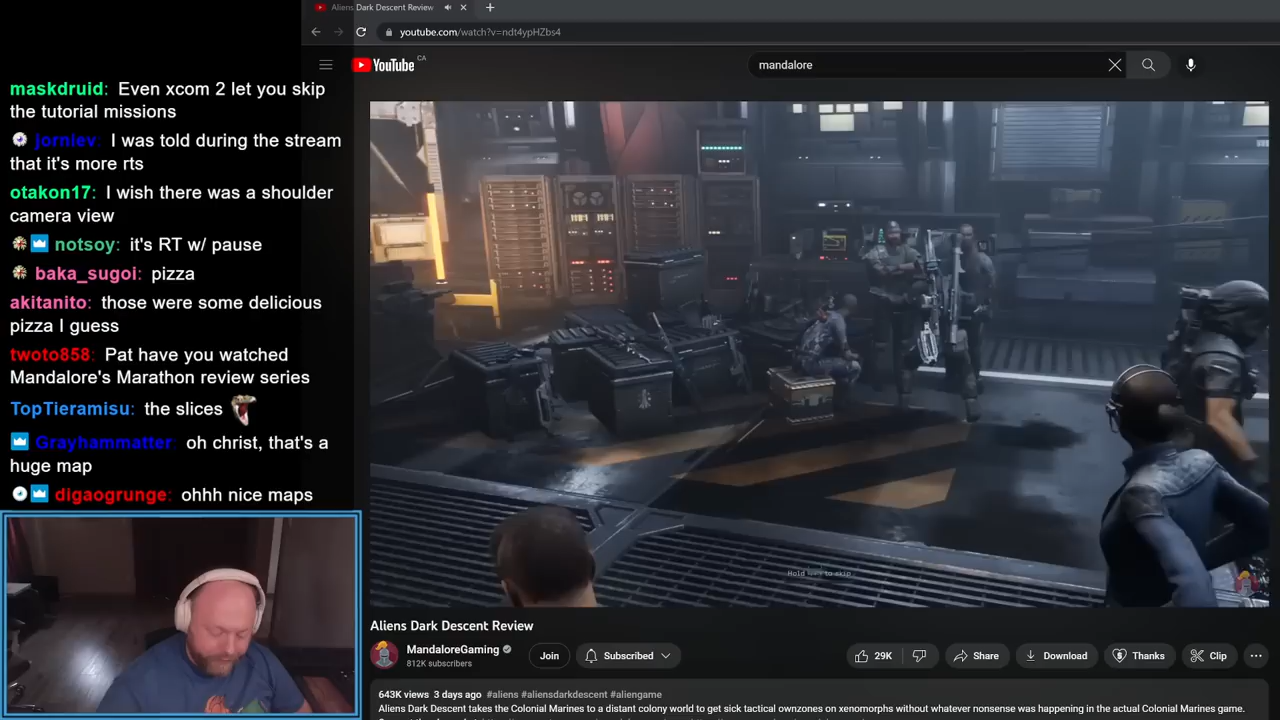 Aliens Dark Descent Review
youtube.com/watch?v=ndt4ypHZbs4
YouTube CA
mandalore
maskdruid: Even xcom 2 let you skip
the tutorial missions
jornlev: I was told during the stream
that it's more rts
otakon17: I wish there was a shoulder
camera view
notsoy: it's RT w/ pause
baka_sugoi: pizza
akitanito: those were some delicious
pizza I guess
twoto858: Pat have you watched
Mandalore's Marathon review series
TopTieramisu: the slices
Grayhammatter: oh christ, that's a
huge map
digaogrunge: ohhh nice maps
Hold to skip
Aliens Dark Descent Review
MandaloreGaming
812K subscribers
Join
Subscribed
29K
Share
Download
Thanks
Clip
643K views 3 days ago #aliens #aliensdarkdescent #aliengame
Aliens Dark Descent takes the Colonial Marines to a distant colony world to get sick tactical ownzones on xenomorphs without whatever nonsense was happening in the actual Colonial Marines game.